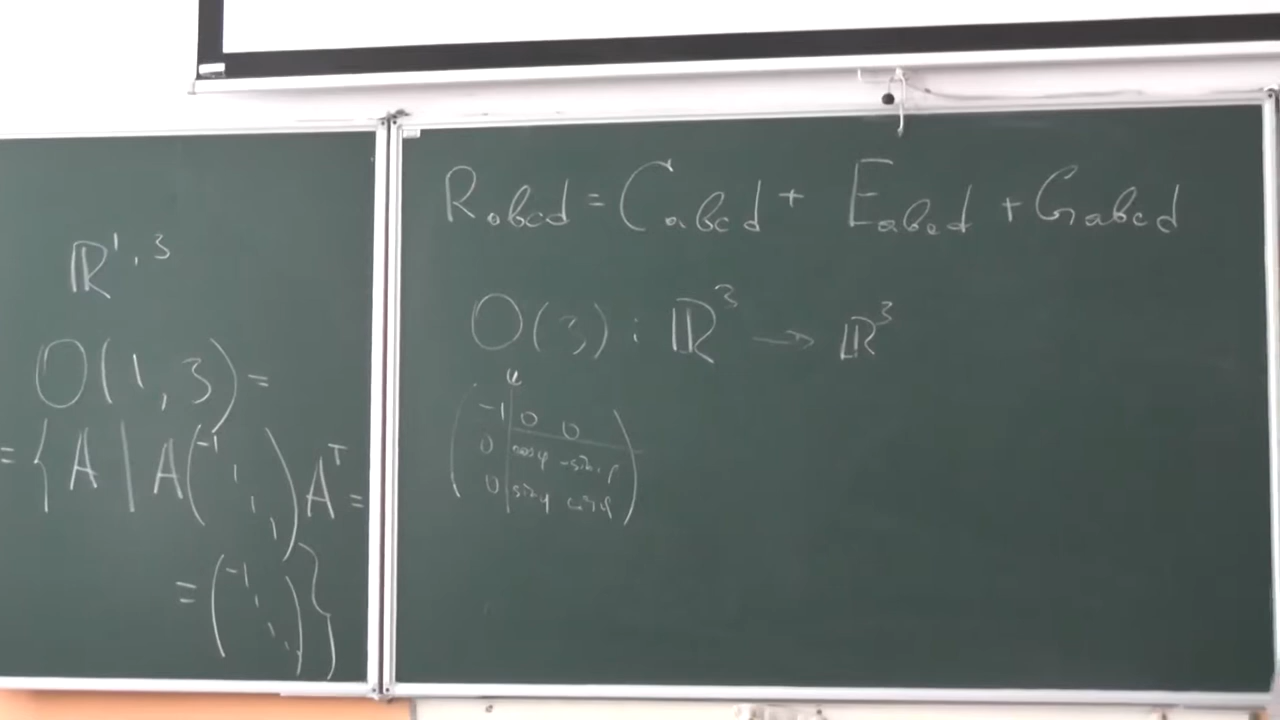 ℝ^{1,3}
O(1,3) =
= { A | A (-1, 1, 1, 1) A^T =
= (-1, 1, 1, 1) }
R_{abcd} = C_{abcd} + E_{abcd} + G_{abcd}
O(3) : ℝ^3 → ℝ^3
-1 0 0
0 cos φ -sin φ
0 sin φ cos φ